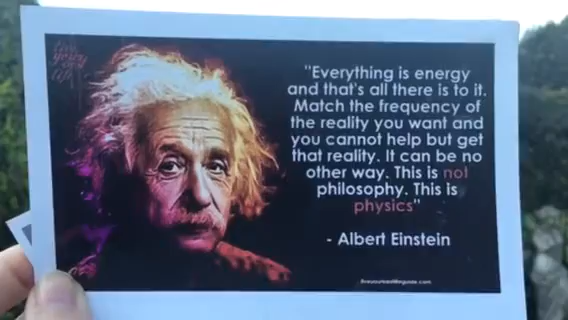 "Everything is energy
and that's all there is to it.
Match the frequency of
the reality you want and
you cannot help but get
that reality. It can be no
other way. This is not
philosophy. This is
physics"
- Albert Einstein